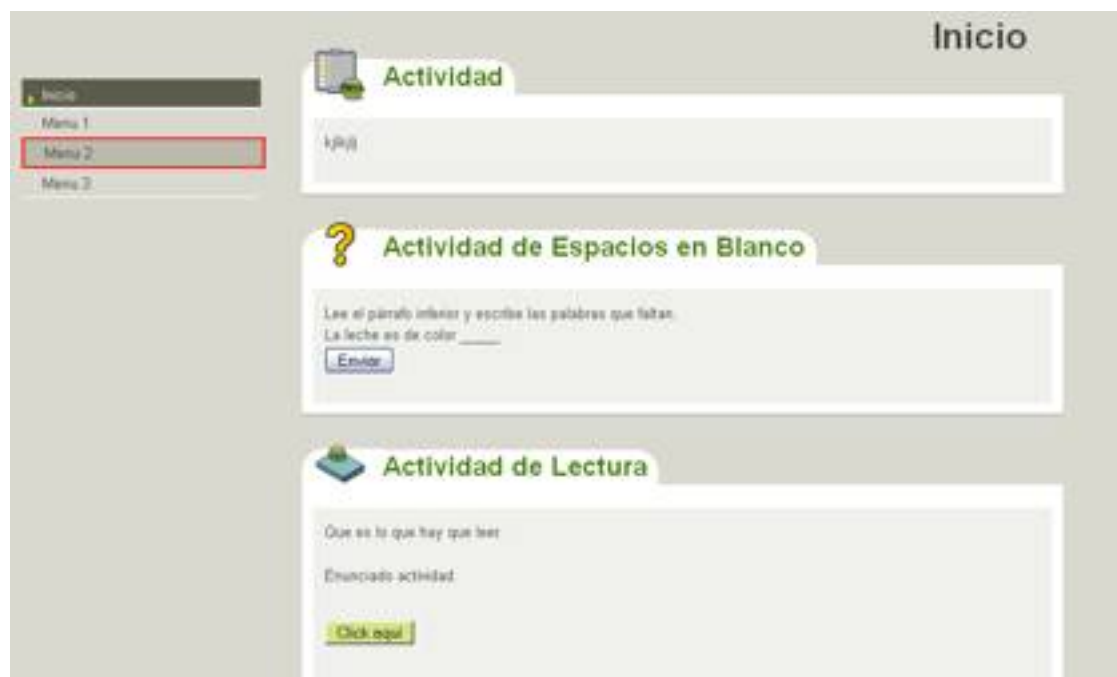 Inicio
Inicio
Menu 1
Menu 2
Menu 3
Actividad
Actividad de Espacios en Blanco
Lee el párrafo inferior y escribe las palabras que faltan.
La leche es de color _____
Enviar
Actividad de Lectura
Que es lo que hay que leer
Enunciado actividad
Click aquí